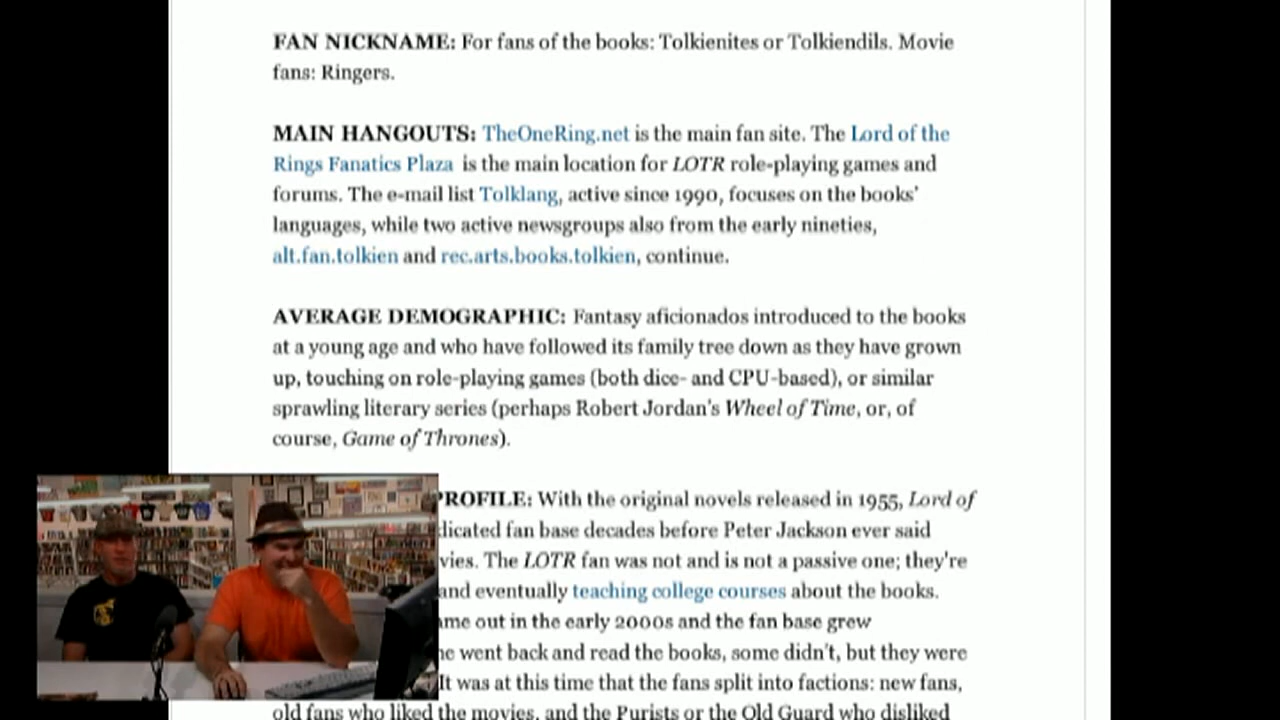 FAN NICKNAME: For fans of the books: Tolkienites or Tolkiendils. Movie
fans: Ringers.
MAIN HANGOUTS: TheOneRing.net is the main fan site. The Lord of the
Rings Fanatics Plaza is the main location for LOTR role-playing games and
forums. The e-mail list Tolklang, active since 1990, focuses on the books'
languages, while two active newsgroups also from the early nineties,
alt.fan.tolkien and rec.arts.books.tolkien, continue.
AVERAGE DEMOGRAPHIC: Fantasy aficionados introduced to the books
at a young age and who have followed its family tree down as they have grown
up, touching on role-playing games (both dice- and CPU-based), or similar
sprawling literary series (perhaps Robert Jordan's Wheel of Time, or, of
course, Game of Thrones).
PROFILE: With the original novels released in 1955, Lord of
dicated fan base decades before Peter Jackson ever said
vies. The LOTR fan was not and is not a passive one; they're
and eventually teaching college courses about the books.
me out in the early 2000s and the fan base grew
went back and read the books, some didn't, but they were
It was at this time that the fans split into factions: new fans,
old fans who liked the movies, and the Purists or the Old Guard who disliked